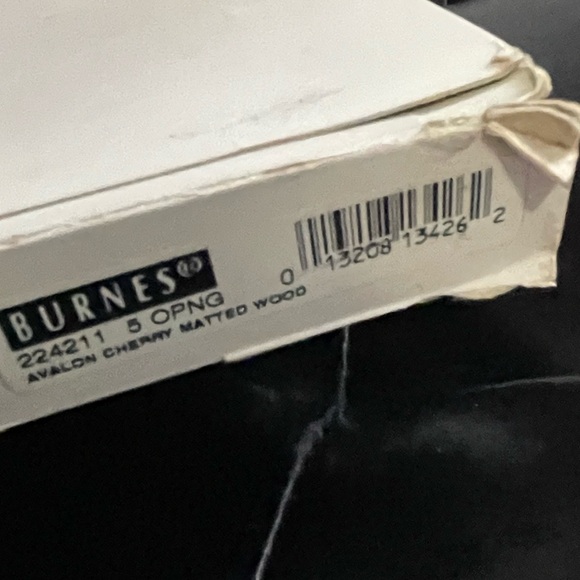 BURNES®
224211 5 OPNG
AVALON CHERRY MATTED WOOD
0 13208 13426 2